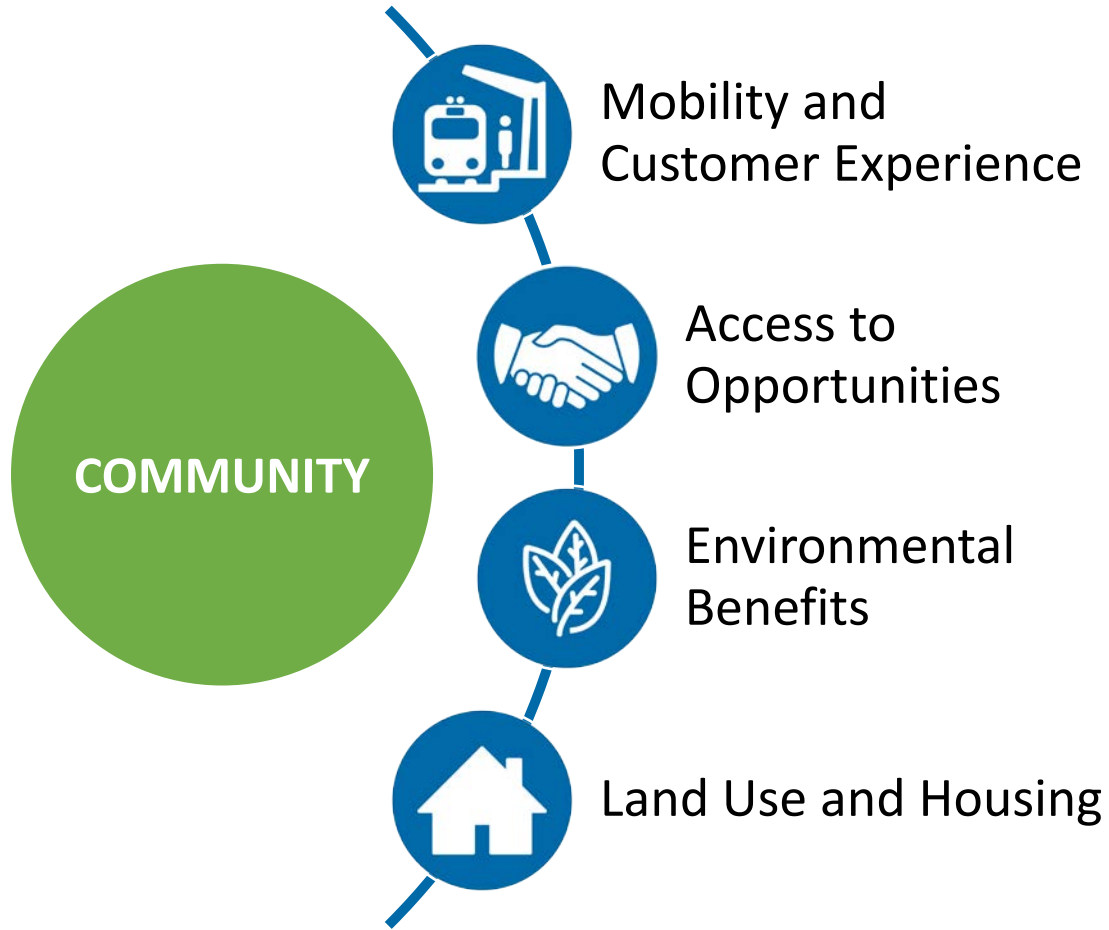 Mobility and
Customer Experience
Access to
Opportunities
COMMUNITY
Environmental
Benefits
Land Use and Housing